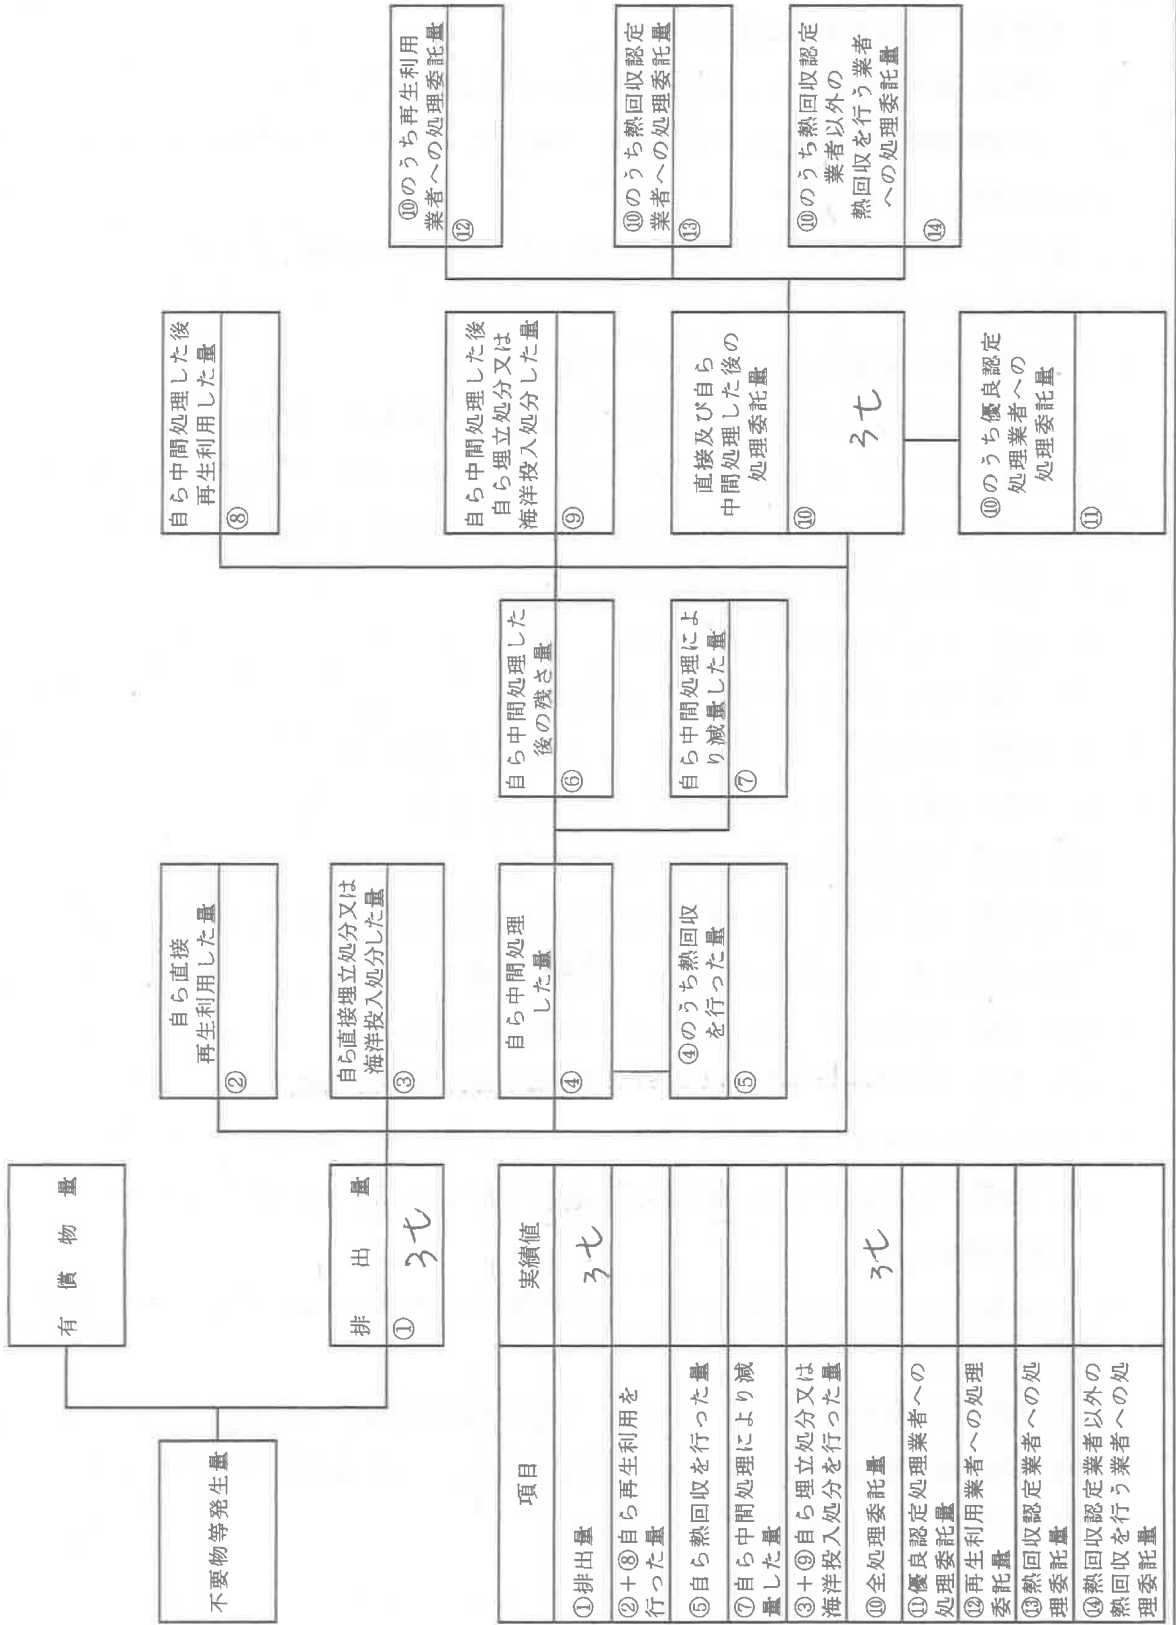 有償物量
不要物等発生量
排出量
①
3t
自ら直接
再生利用した量
②
自ら直接埋立処分又は
海洋投入処分した量
③
自ら中間処理
した量
④
④のうち熱回収
を行った量
⑤
自ら中間処理した
後の残さ量
⑥
自ら中間処理によ
り減量した量
⑦
自ら中間処理した後
再生利用した量
⑧
自ら中間処理した後
自ら埋立処分又は
海洋投入処分した量
⑨
直接及び自ら
中間処理した後の
処理委託量
⑩
3t
⑩のうち優良認定
処理業者への
処理委託量
⑪
⑩のうち再生利用
業者への処理委託量
⑫
⑩のうち熱回収認定
業者への処理委託量
⑬
⑩のうち熱回収認定
業者以外の
熱回収を行う業者
への処理委託量
⑭
項目 実績値
①排出量 3t
②+⑧自ら再生利用を
行った量
⑤自ら熱回収を行った量
⑦自ら中間処理により減
量した量
③+⑨自ら埋立処分又は
海洋投入処分を行った量
⑩全処理委託量 3t
⑪優良認定処理業者への
処理委託量
⑫再生利用業者への処理
委託量
⑬熱回収認定業者への処
理委託量
⑭熱回収認定業者以外の
熱回収を行う業者への処
理委託量